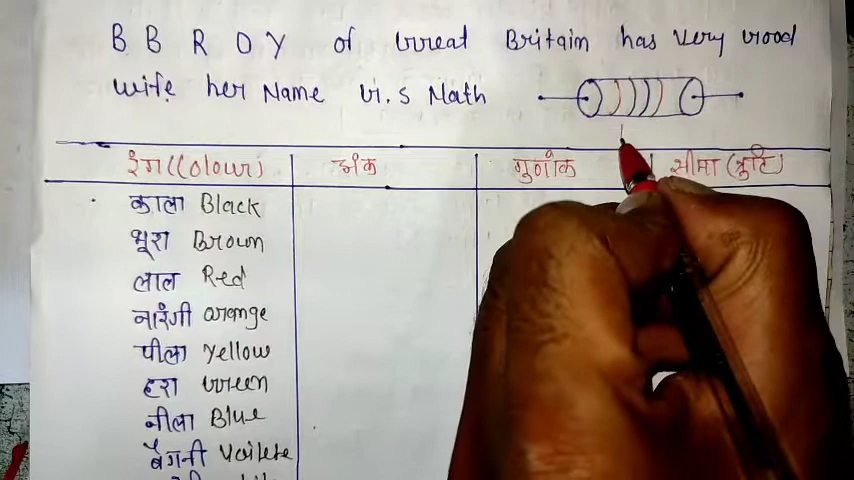 B B R O Y of Great Britain has Very Good
wife her Name G.S Math
रंग (Colour) अंक गुणांक सीमा (त्रुटि)
काला Black
भूरा Brown
लाल Red
नारंगी orange
पीला Yellow
हरा Green
नीला Blue
बैगनी